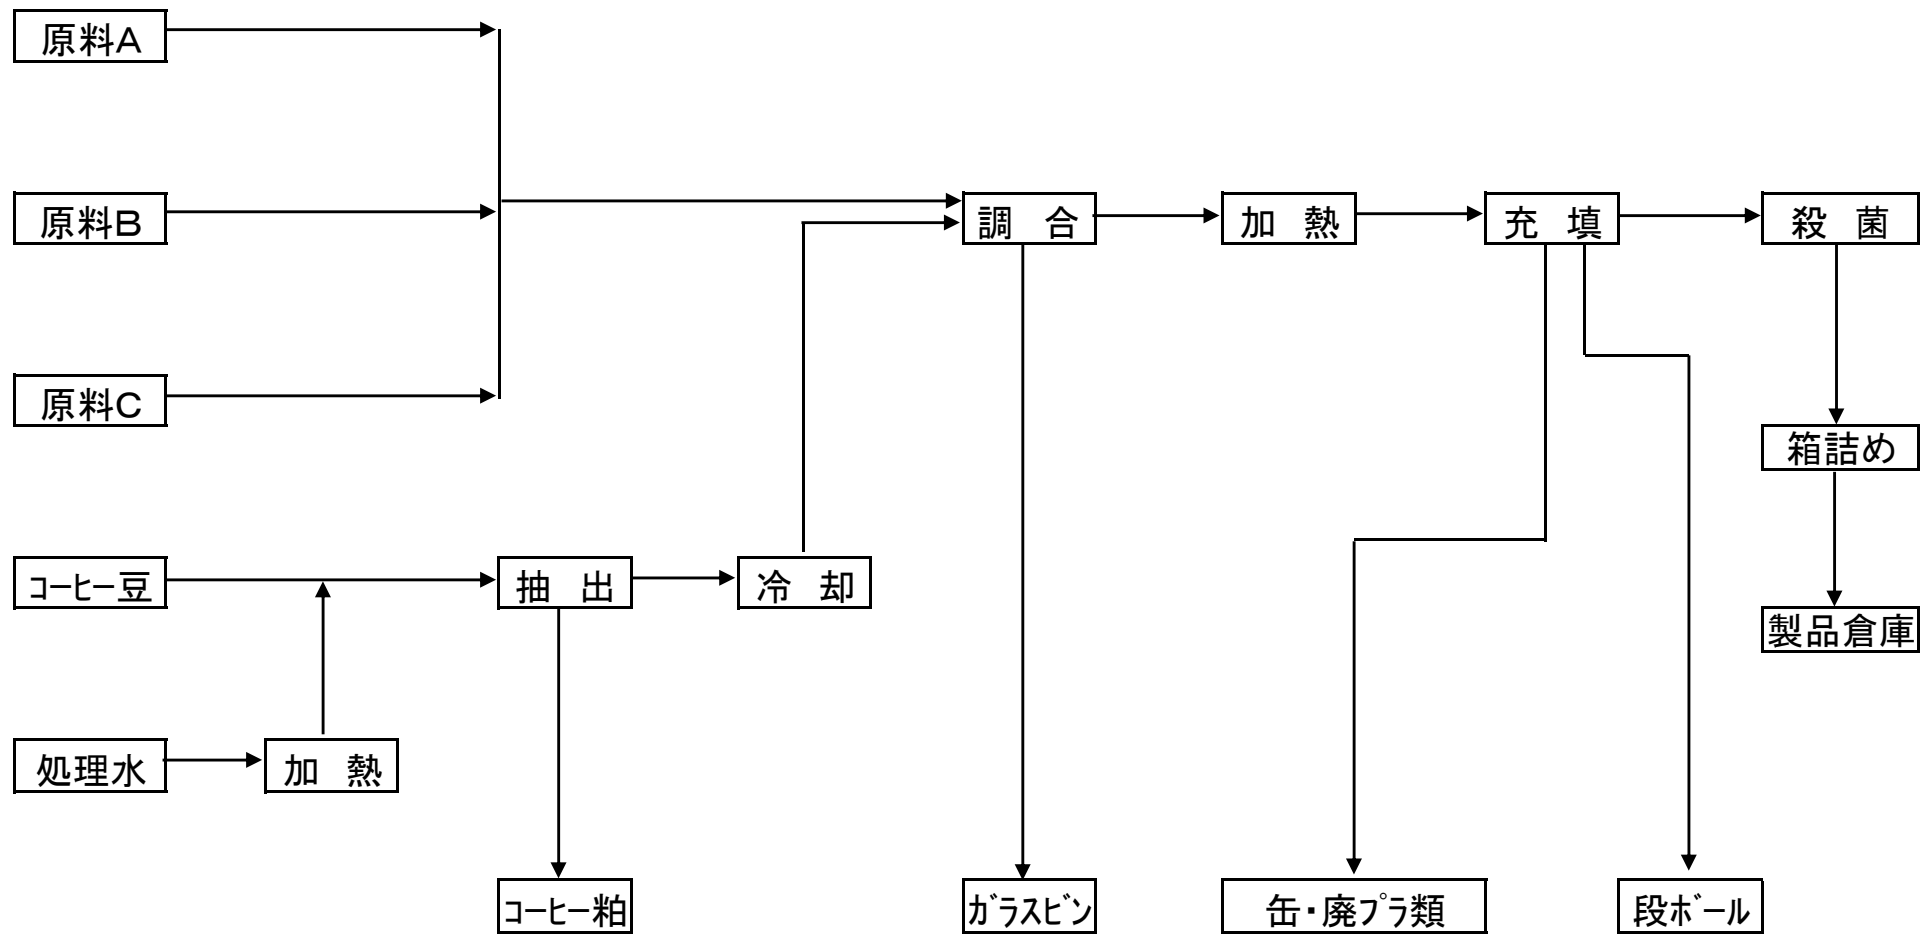 原料A
原料B
調　合
加　熱
充　填
殺　菌
原料C
箱詰め
ｺｰﾋｰ豆
抽　出
冷　却
製品倉庫
処理水
加　熱
ｺｰﾋｰ粕
ｶﾞﾗｽﾋﾞﾝ
缶・廃ﾌﾟﾗ類
段ﾎﾞｰﾙ